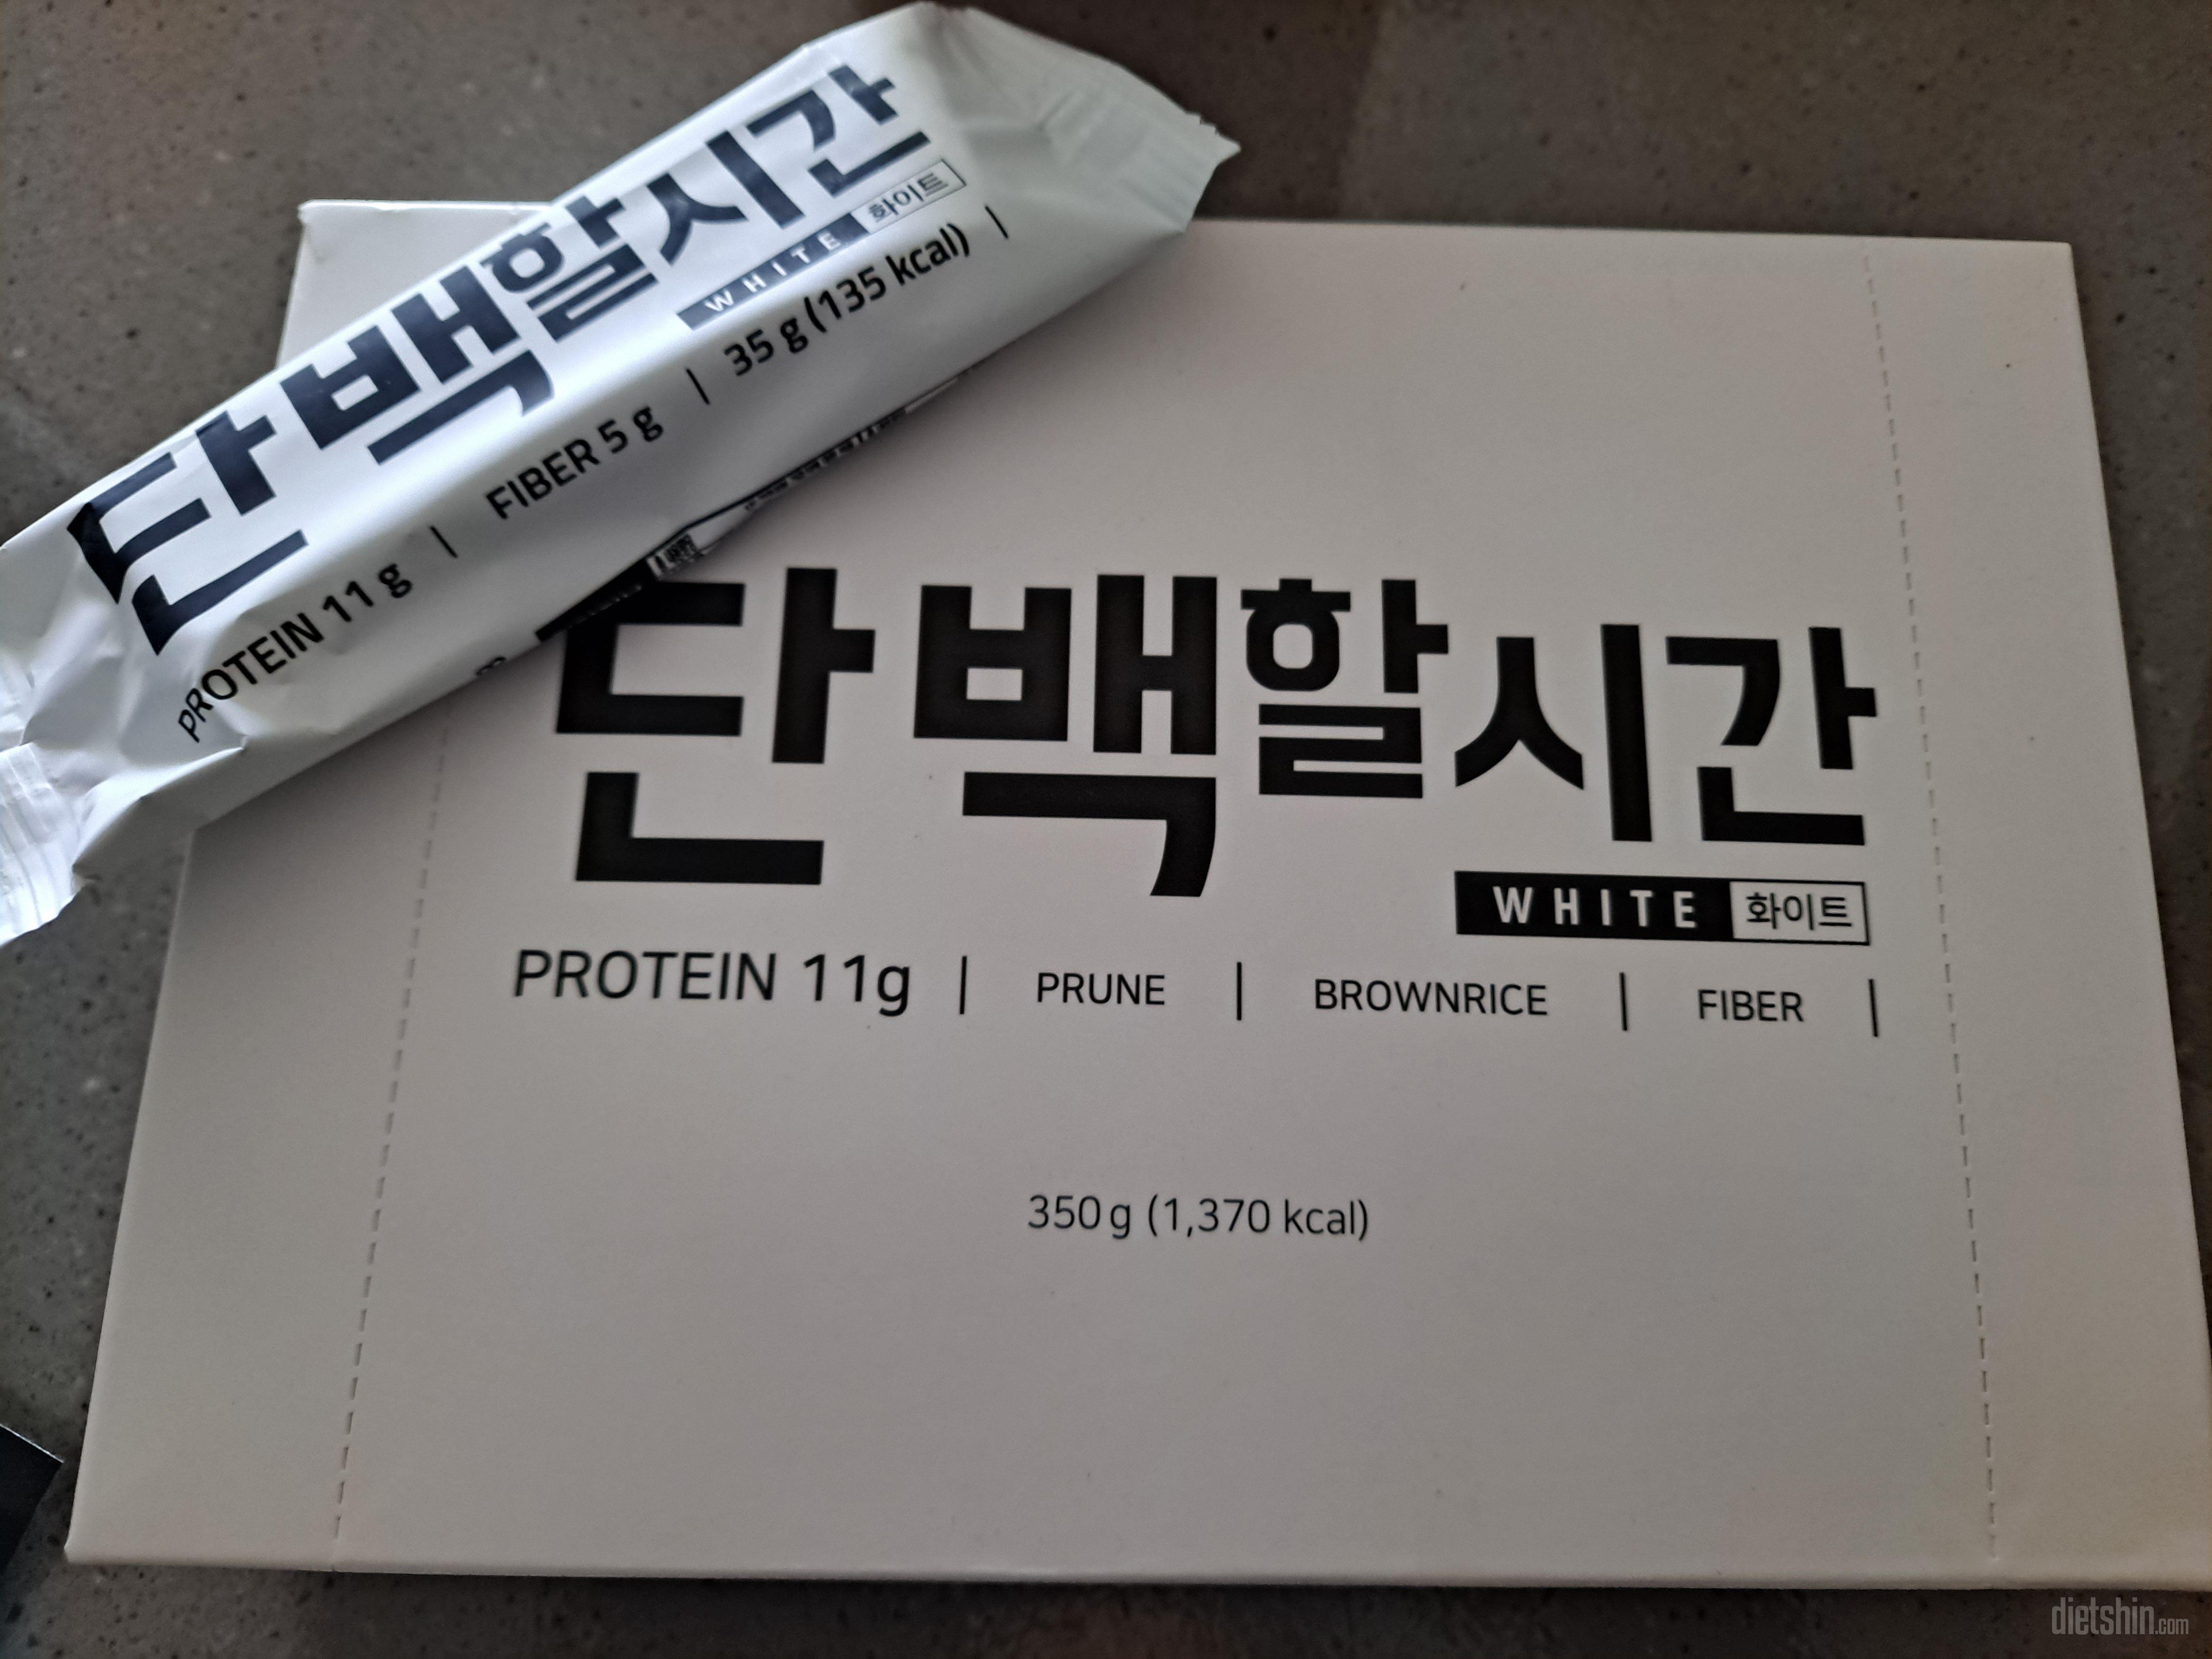 단백할시간
WHITE 화이트
PROTEIN 11 g | FIBER 5 g | 35 g (135 kcal) |
단백할시간
WHITE 화이트
PROTEIN 11g | PRUNE | BROWNRICE | FIBER |
350 g (1,370 kcal)
dietshin.com